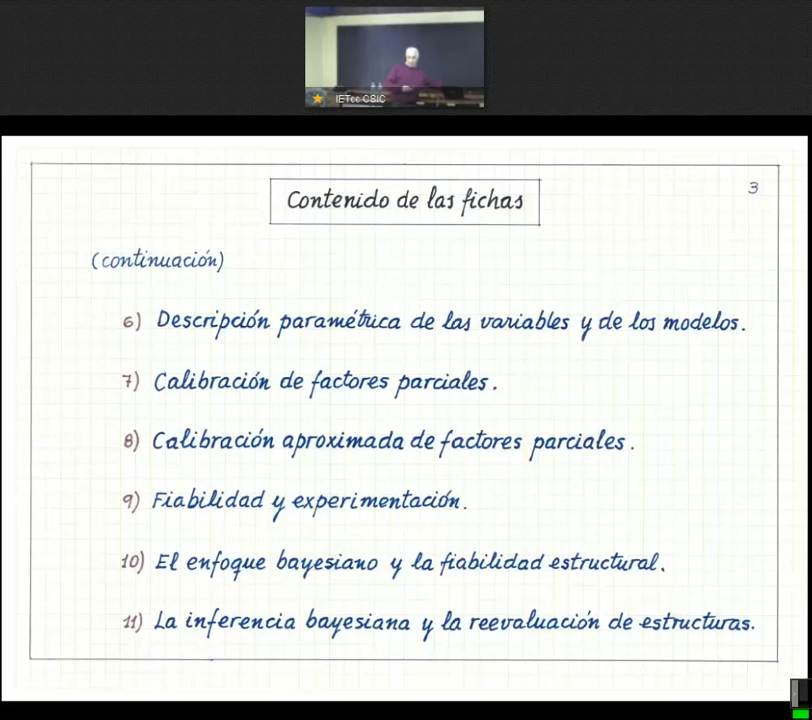 IETcc CSIC
Contenido de las fichas
3
(continuación)
6) Descripción paramétrica de las variables y de los modelos.
7) Calibración de factores parciales.
8) Calibración aproximada de factores parciales.
9) Fiabilidad y experimentación.
10) El enfoque bayesiano y la fiabilidad estructural.
11) La inferencia bayesiana y la reevaluación de estructuras.